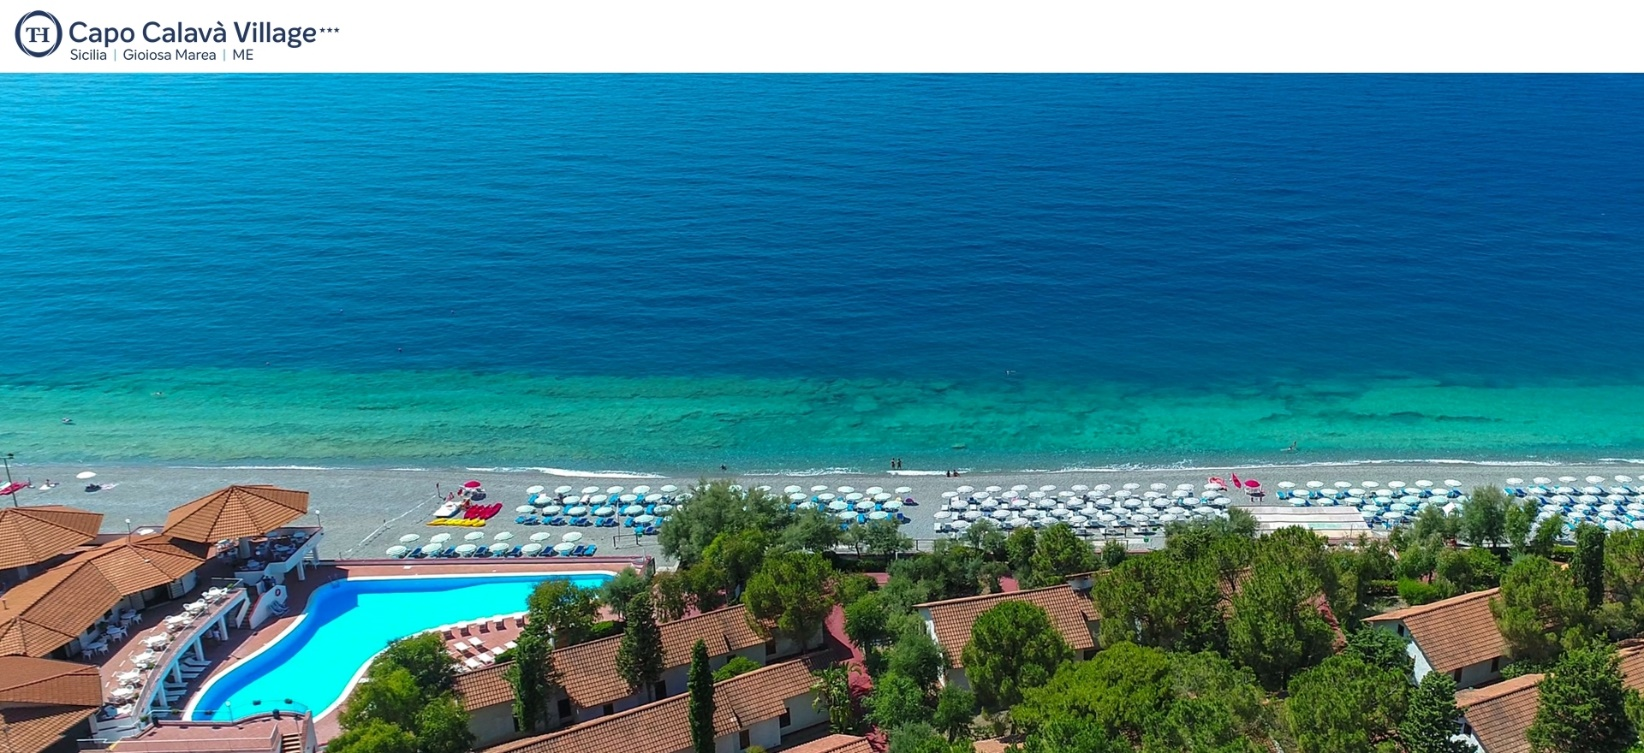 TH Capo Calavà Village***
Sicilia | Gioiosa Marea | ME